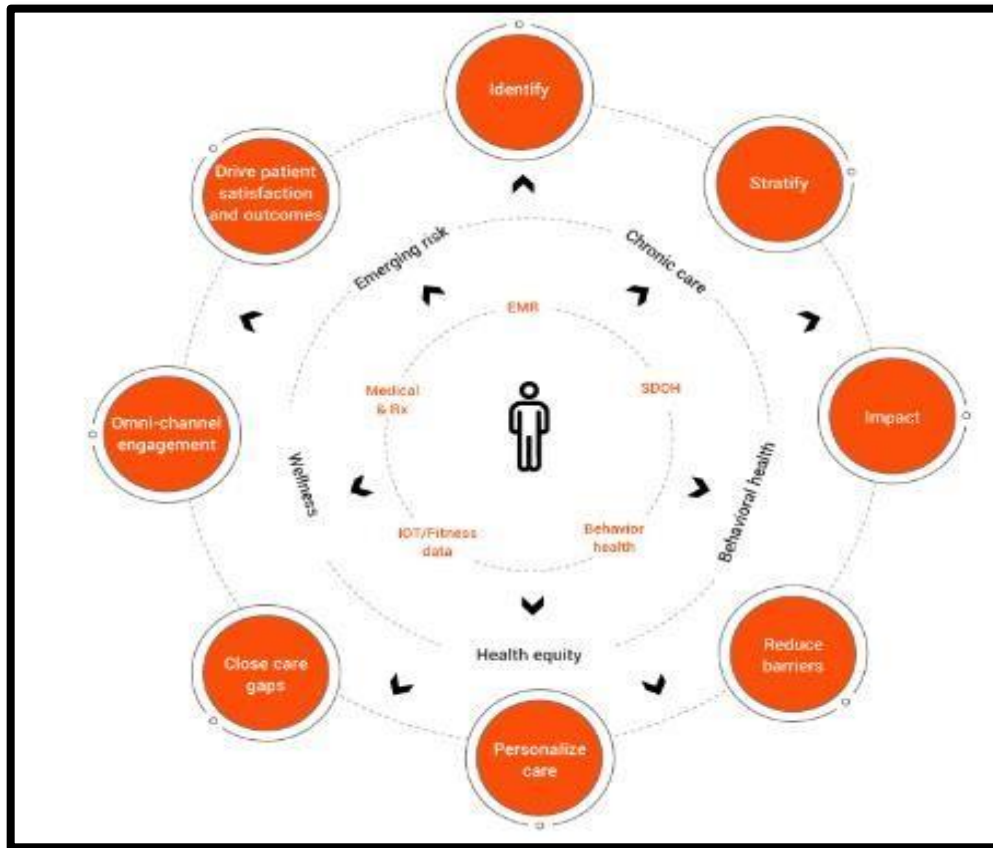 Identify
Stratify
Impact
Reduce
barriers
Personalize
care
Close care
gaps
Omni-channel
engagement
Drive patient
satisfaction
and outcomes
Emerging risk
Chronic care
Behavioral health
Health equity
Wellness
EMR
SDOH
Behavior
health
IOT/Fitness
data
Medical
& Rx